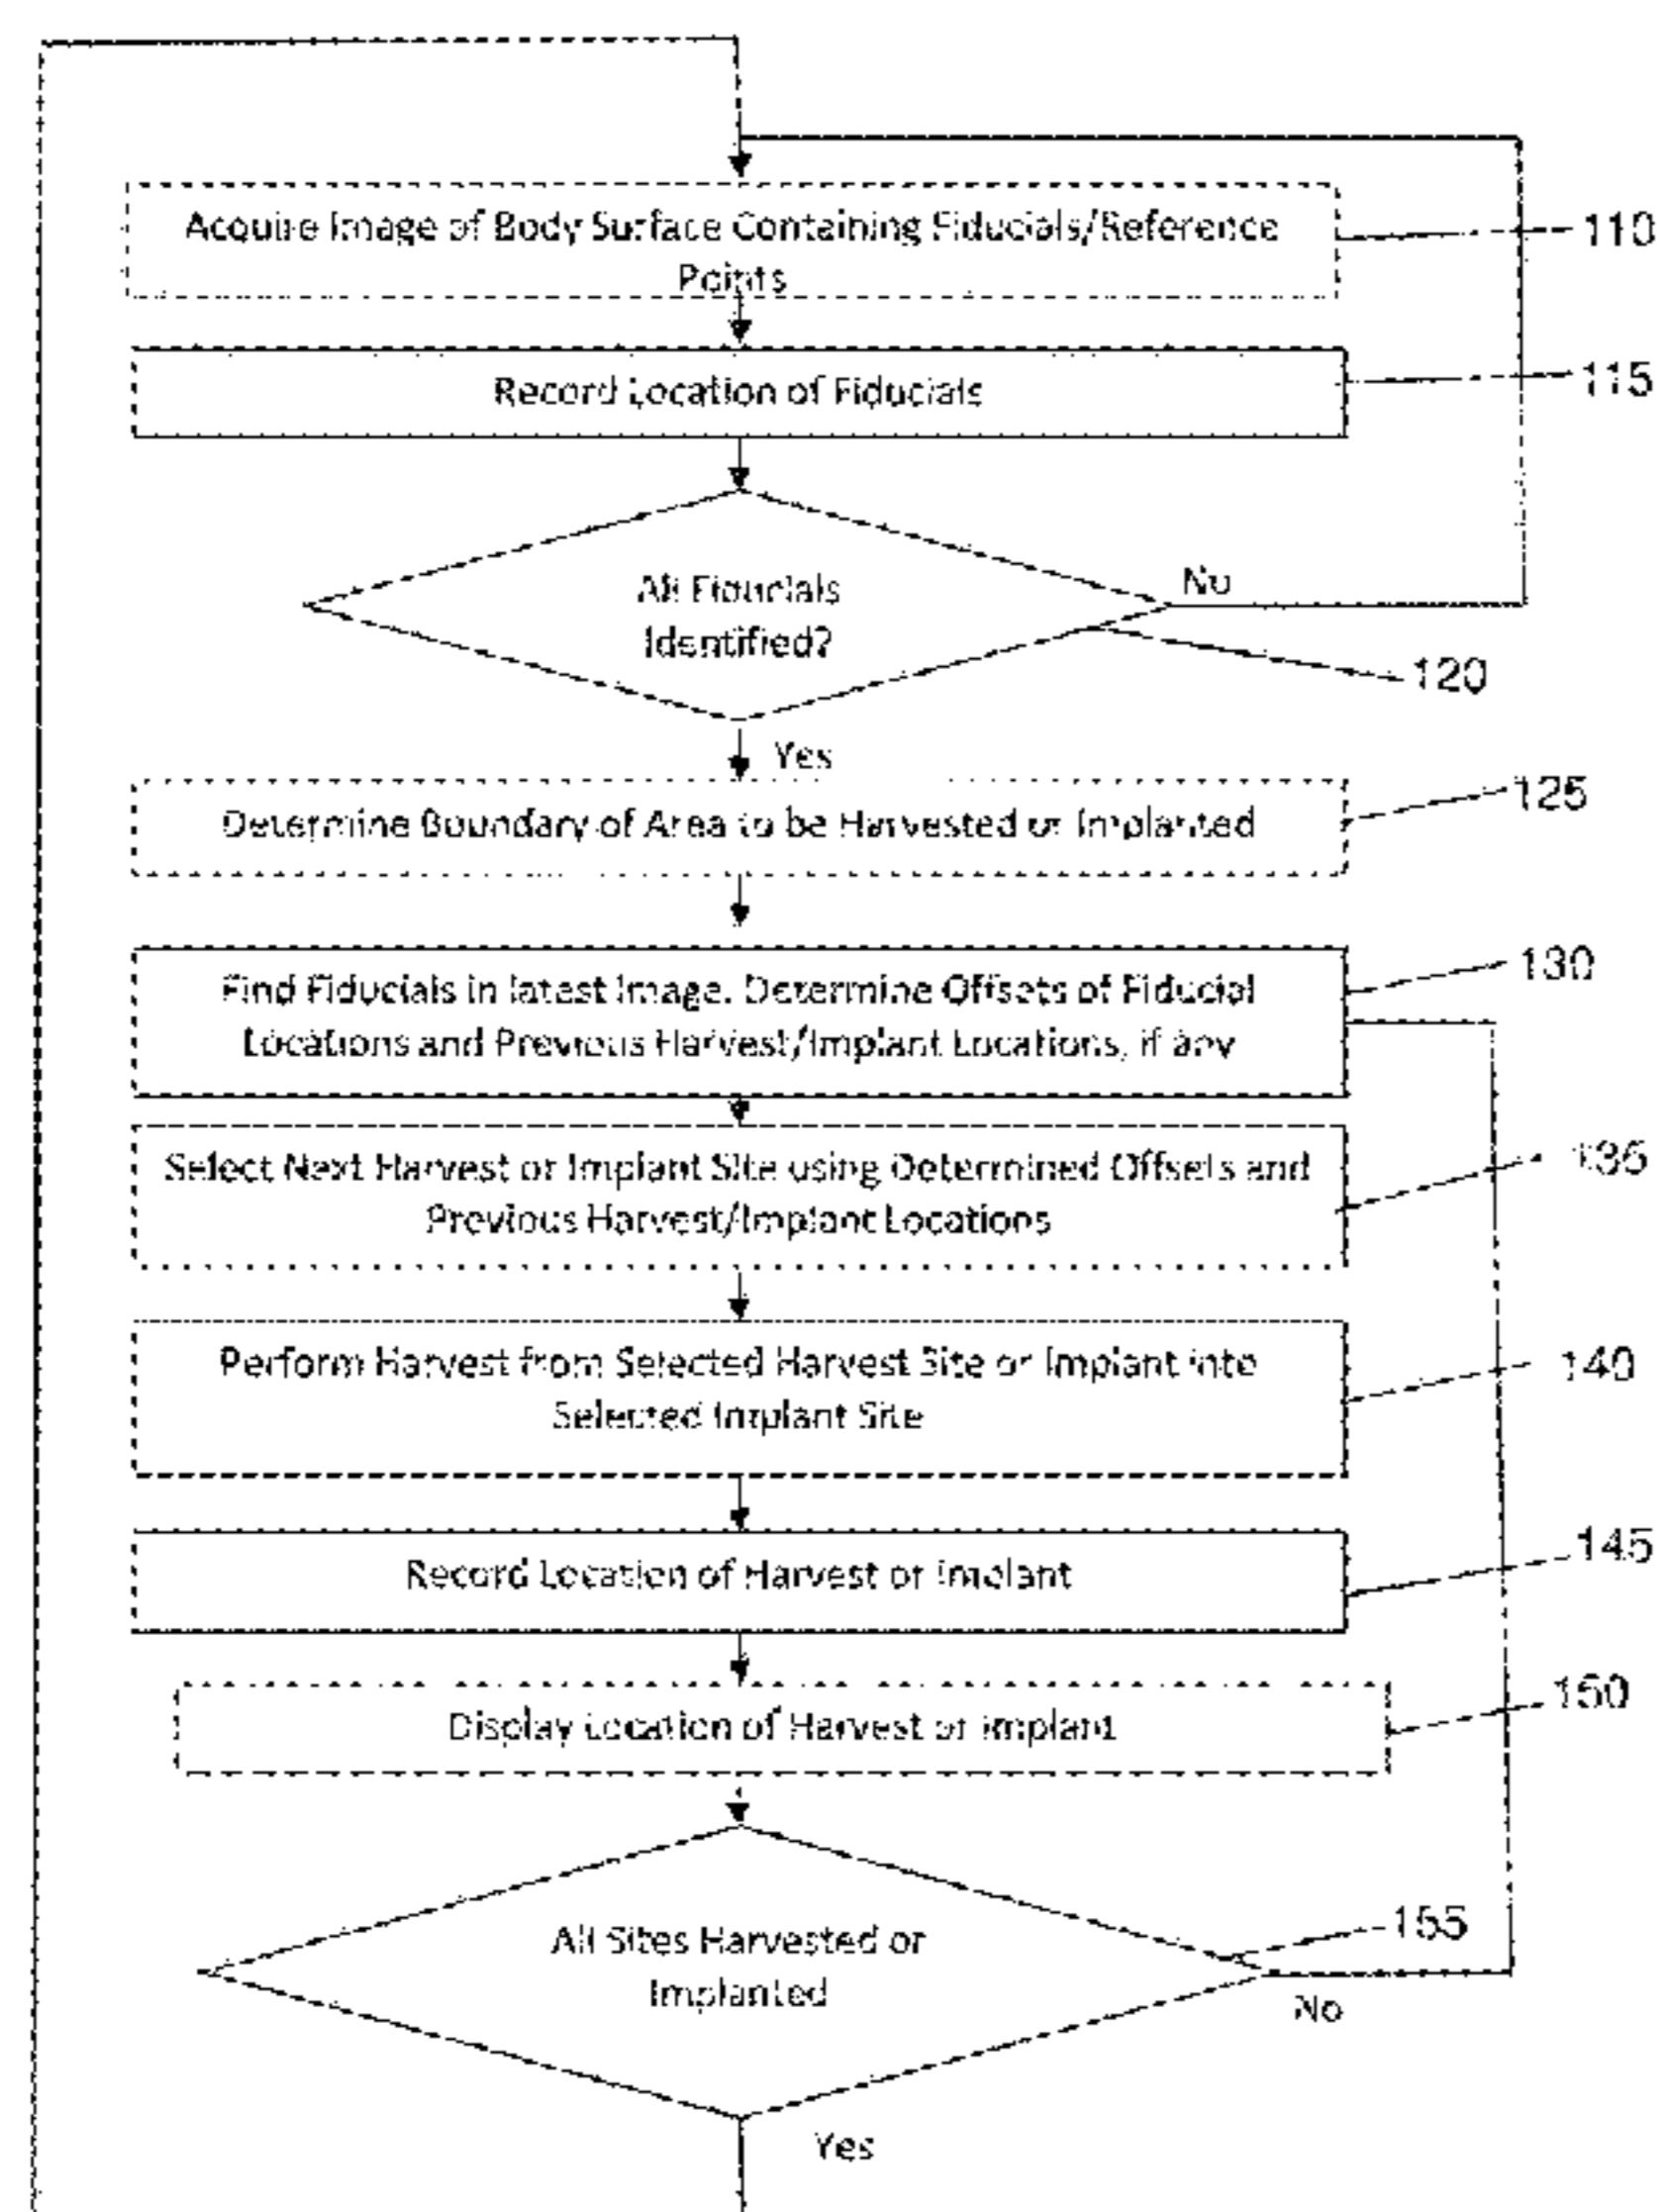 Acquire Image of Body Surface Containing Fiducials/Reference
Points
110
Record Location of Fiducials
115
All Fiducials
Identified?
No
120
Yes
Determine Boundary of Area to be Harvested or Implanted
125
Find Fiducials in latest Image. Determine Offsets of Fiducial
Locations and Previous Harvest/Implant Locations, if any
130
Select Next Harvest or Implant Site using Determined Offsets and
Previous Harvest/Implant Locations
135
Perform Harvest from Selected Harvest Site or Implant into
Selected Implant Site
140
Record Location of Harvest or Implant
145
Display Location of Harvest or Implant
150
All Sites Harvested or
Implanted
155
No
Yes